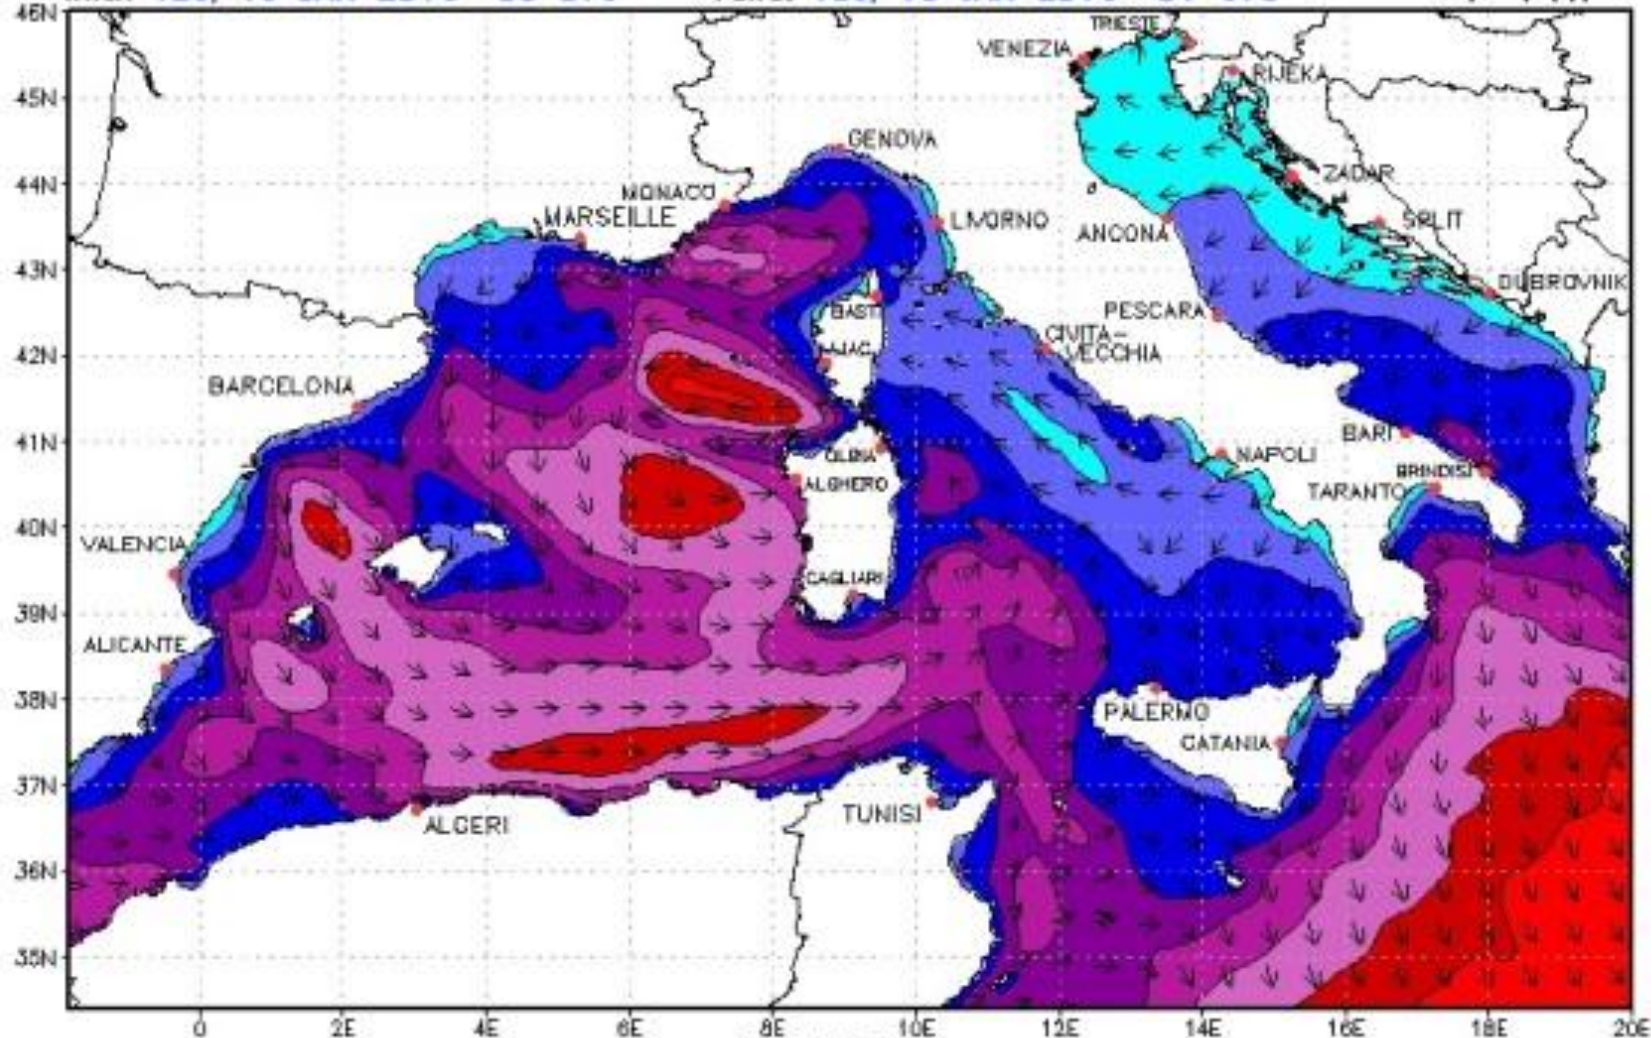 46N
TRIESTE
VENEZIA
RIJEKA
45N
GENOVA
44N
ZADAR
MONACO
MARSEILLE
LIVORNO
SPLIT
ANCONA
43N
DUBROVNIK
BAST
PESCARA
CIVITA-
VECCHIA
42N
AJAC
BARCELONA
41N
BARI
OLBIA
NAPOLI
BRINDISI
ALGHERO
TARANTO
40N
VALENCIA
CAGLIARI
39N
ALICANTE
38N
PALERMO
CATANIA
37N
TUNISI
ALGERI
36N
35N
0 2E 4E 6E 8E 10E 12E 14E 16E 18E 20E